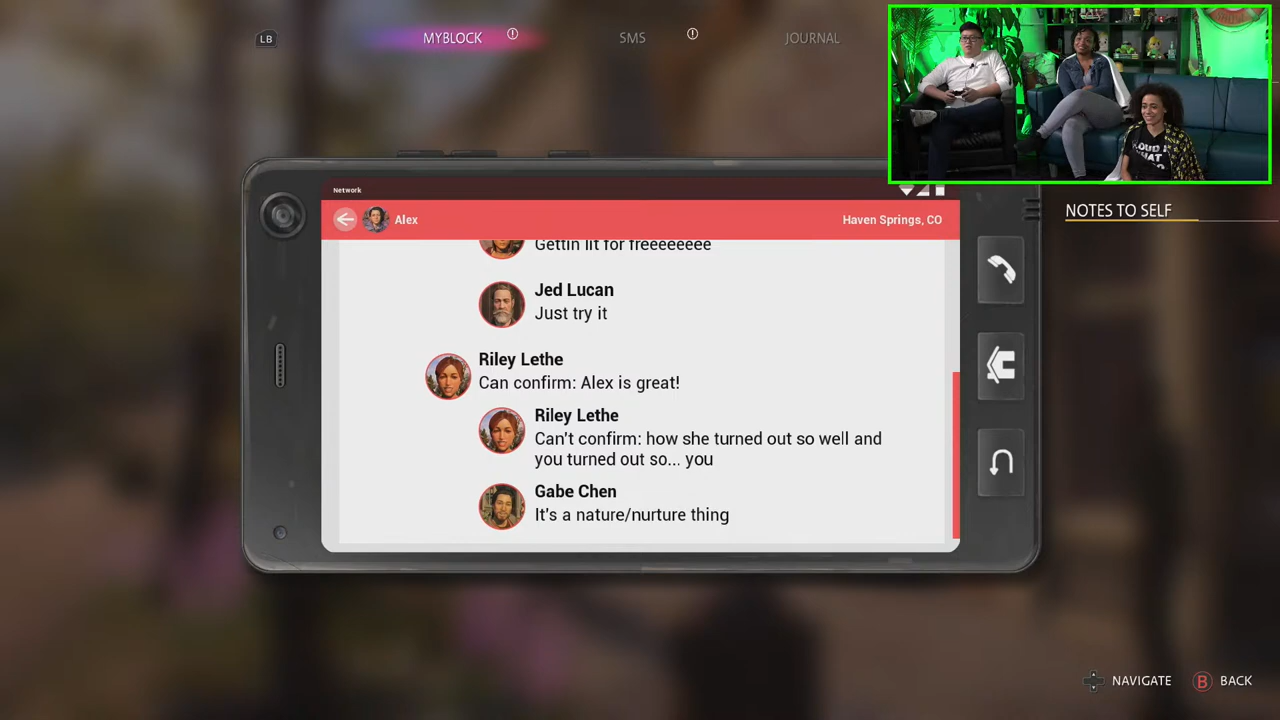 LB
MYBLOCK
SMS
JOURNAL
Network
Alex
Haven Springs, CO
Gettin lit for freeeeeeee
Jed Lucan
Just try it
Riley Lethe
Can confirm: Alex is great!
Riley Lethe
Can't confirm: how she turned out so well and
you turned out so... you
Gabe Chen
It's a nature/nurture thing
NOTES TO SELF
NAVIGATE
B BACK